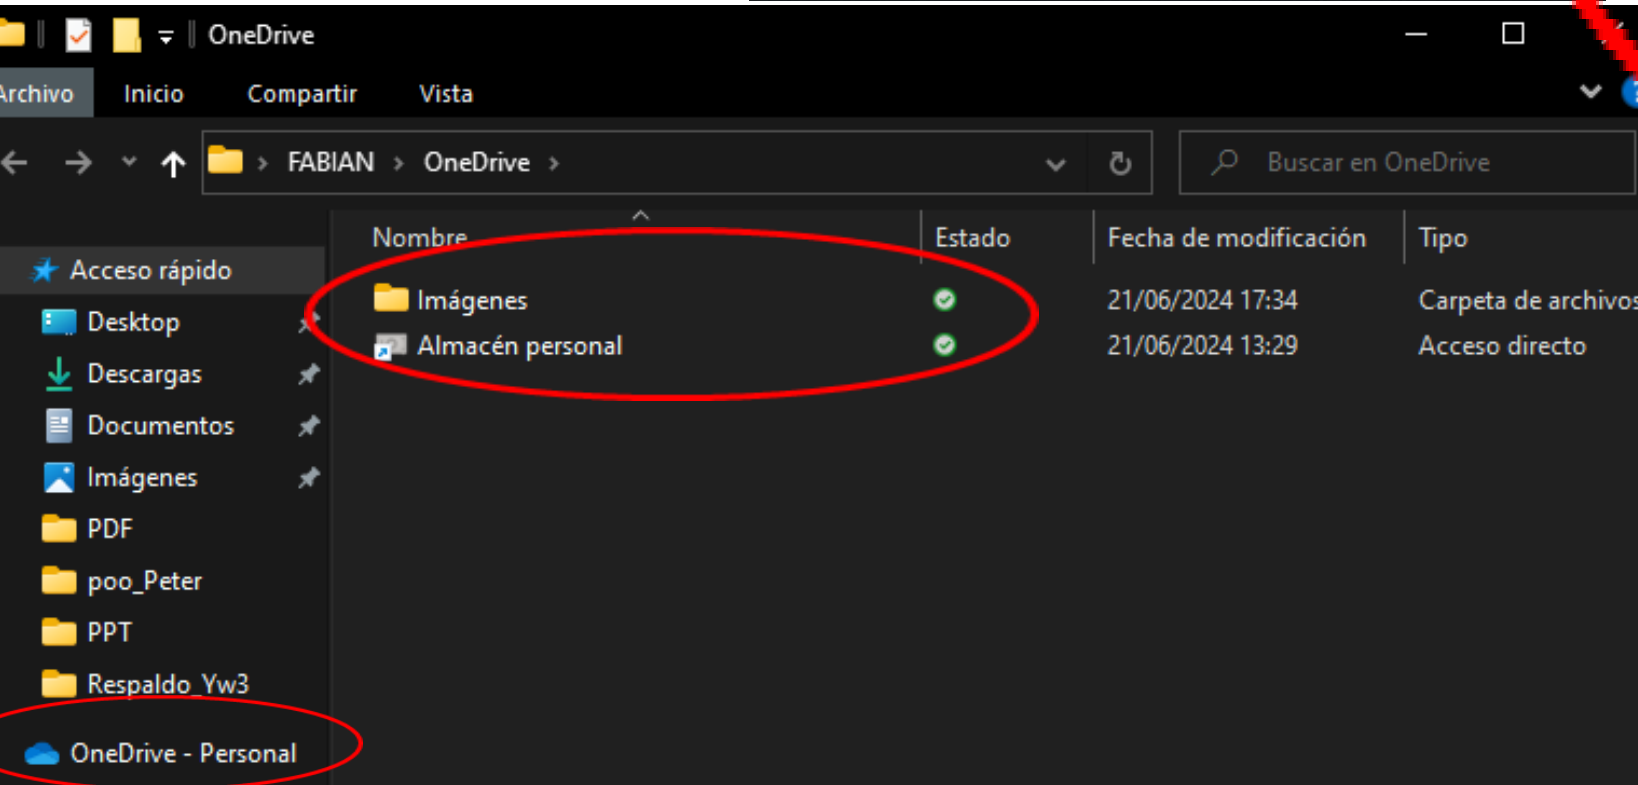 OneDrive
Archivo Inicio Compartir Vista
FABIAN > OneDrive > Buscar en OneDrive
Nombre Estado Fecha de modificación Tipo
Acceso rápido
Imágenes 21/06/2024 17:34 Carpeta de archivos
Desktop
Almacén personal 21/06/2024 13:29 Acceso directo
Descargas
Documentos
Imágenes
PDF
poo_Peter
PPT
Respaldo_Yw3
OneDrive - Personal